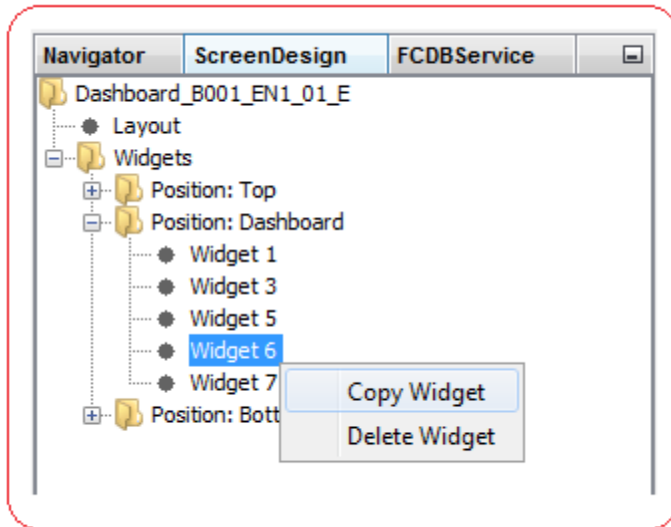 Navigator ScreenDesign FCDBService
Dashboard_B001_EN1_01_E
Layout
Widgets
Position: Top
Position: Dashboard
Widget 1
Widget 3
Widget 5
Widget 6
Widget 7
Copy Widget
Position: Bott
Delete Widget